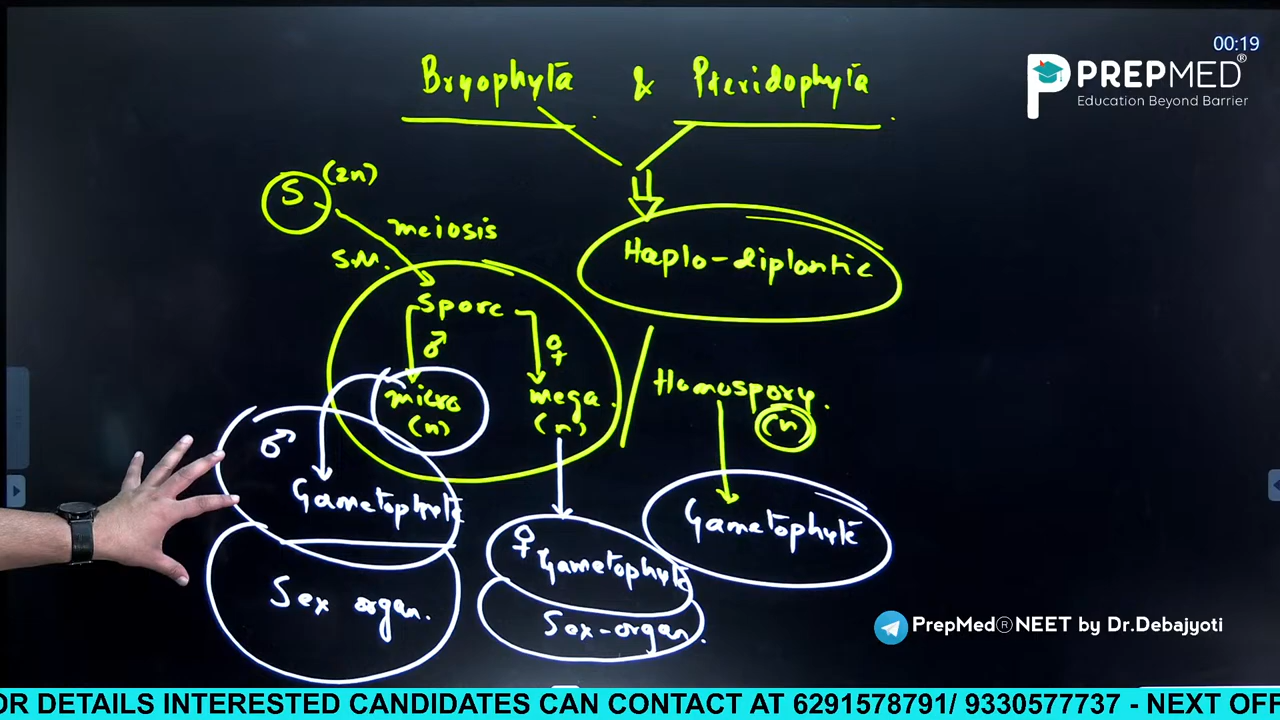 00:19
PREPMED®
Education Beyond Barrier
Bryophyta & Pteridophyta
S (2n)
meiosis
S.M.
Haplo-diplontic
Spore
♂ ♀
micro mega
(n) (n)
Homospory
(n)
♂
Gametophyte
♀ Gametophyte
Gametophyte
Sex organ.
Sex-organ.
PrepMed® NEET by Dr.Debajyoti
OR DETAILS INTERESTED CANDIDATES CAN CONTACT AT 6291578791/ 9330577737 - NEXT OFF